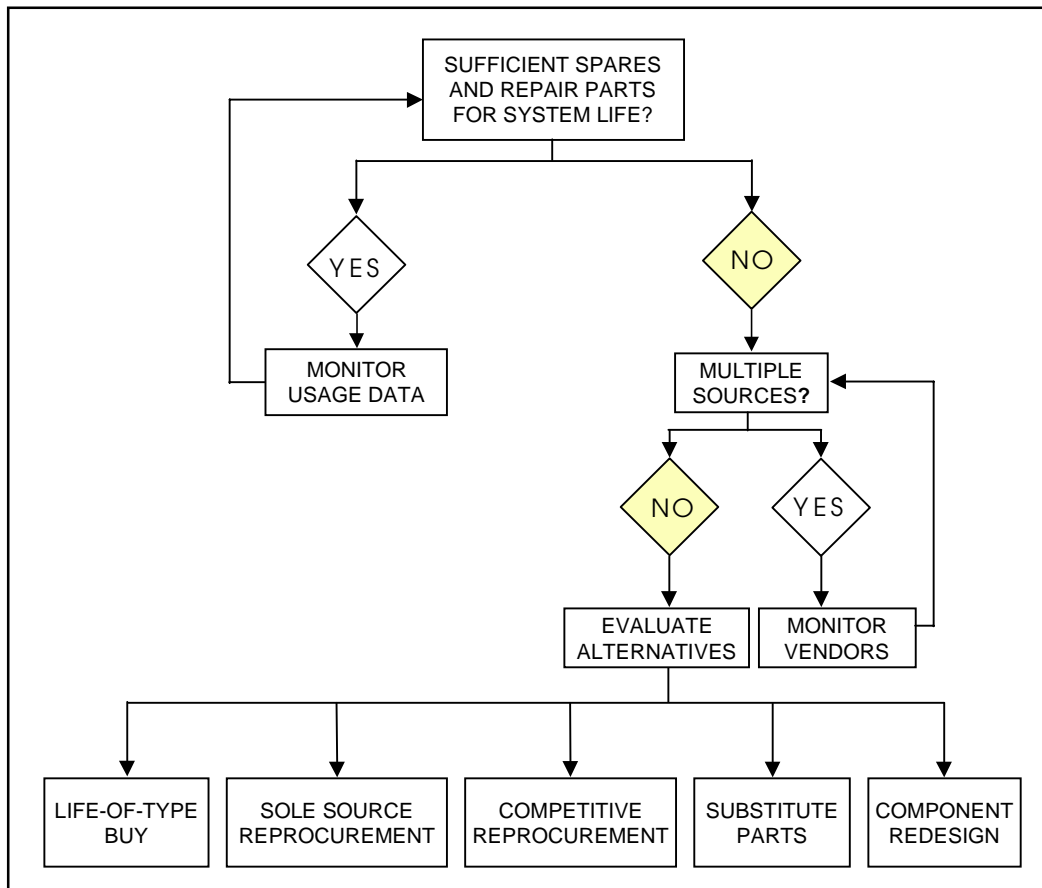 SUFFICIENT SPARES
AND REPAIR PARTS
FOR SYSTEM LIFE?
YES
NO
MONITOR
USAGE DATA
MULTIPLE
SOURCES?
NO
YES
EVALUATE
ALTERNATIVES
MONITOR
VENDORS
LIFE-OF-TYPE
BUY
SOLE SOURCE
REPROCUREMENT
COMPETITIVE
REPROCUREMENT
SUBSTITUTE
PARTS
COMPONENT
REDESIGN